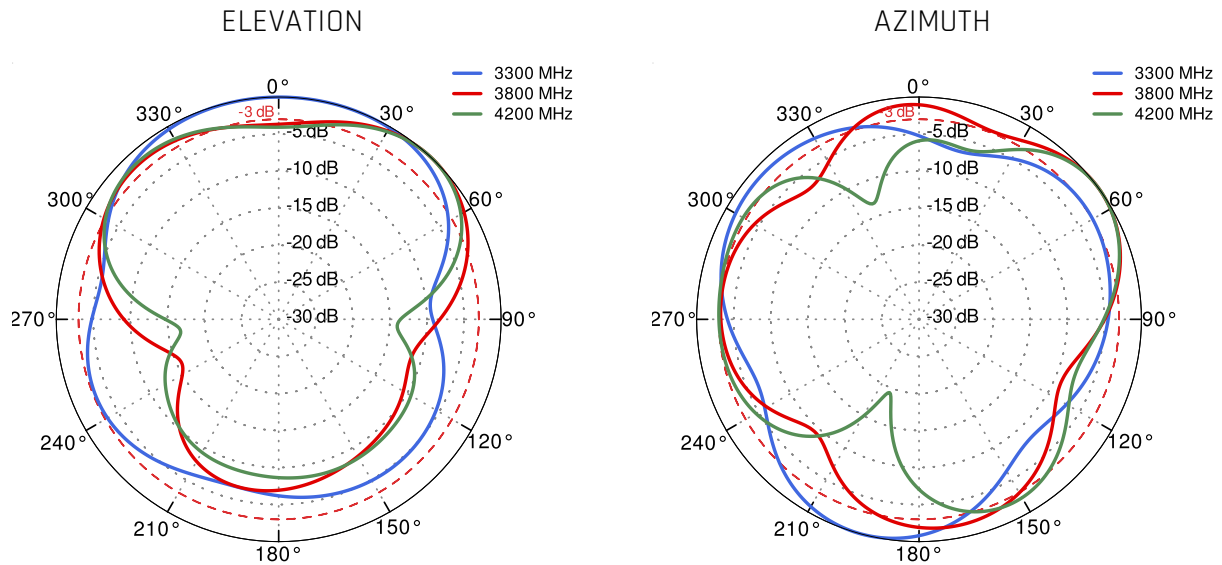 ELEVATION
3300 MHz
3800 MHz
4200 MHz
0°
-3 dB
330°
30°
-5 dB
-10 dB
300°
60°
-15 dB
-20 dB
-25 dB
270°
-30 dB
90°
240°
120°
210°
150°
180°
AZIMUTH
3300 MHz
3800 MHz
4200 MHz
0°
-3 dB
330°
30°
-5 dB
-10 dB
300°
60°
-15 dB
-20 dB
-25 dB
270°
-30 dB
90°
240°
120°
210°
150°
180°